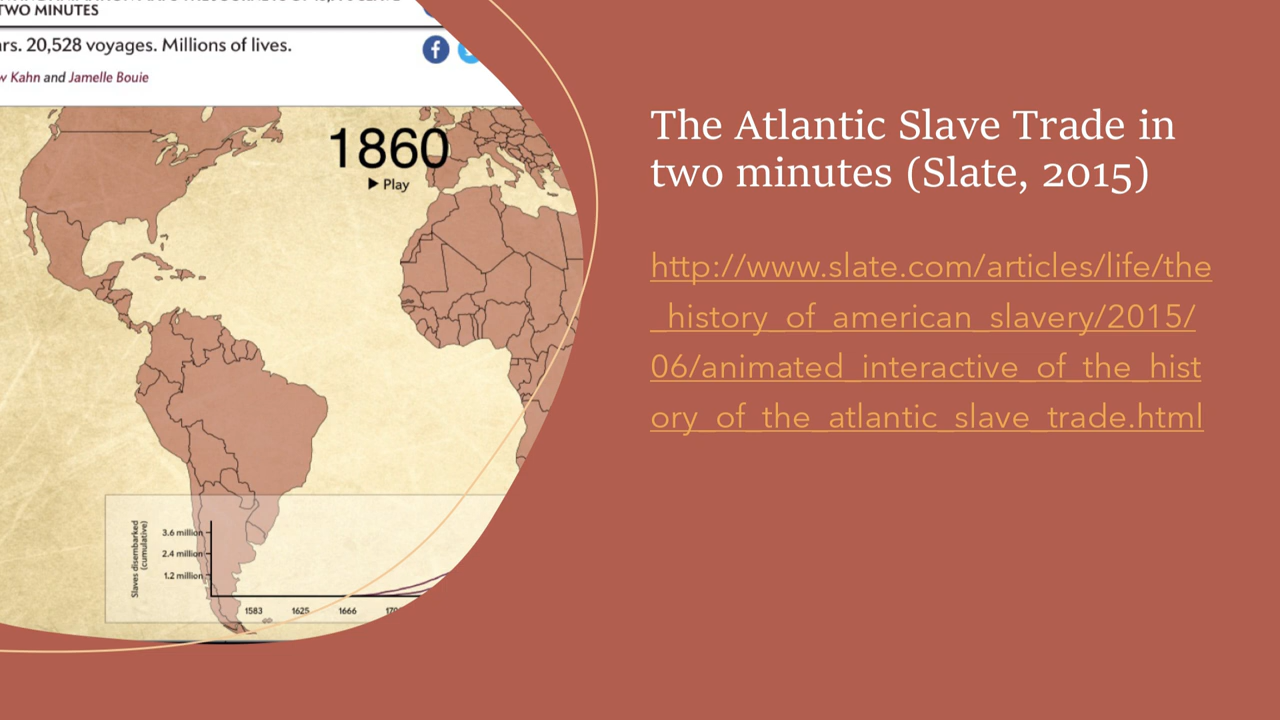 TWO MINUTES
rs. 20,528 voyages. Millions of lives.
w Kahn and Jamelle Bouie
1860
▶ Play
Slaves disembarked
(cumulative)
3.6 million
2.4 million
1.2 million
1583 1625 1666
The Atlantic Slave Trade in
two minutes (Slate, 2015)
http://www.slate.com/articles/life/the
_history_of_american_slavery/2015/
06/animated_interactive_of_the_hist
ory_of_the_atlantic_slave_trade.html